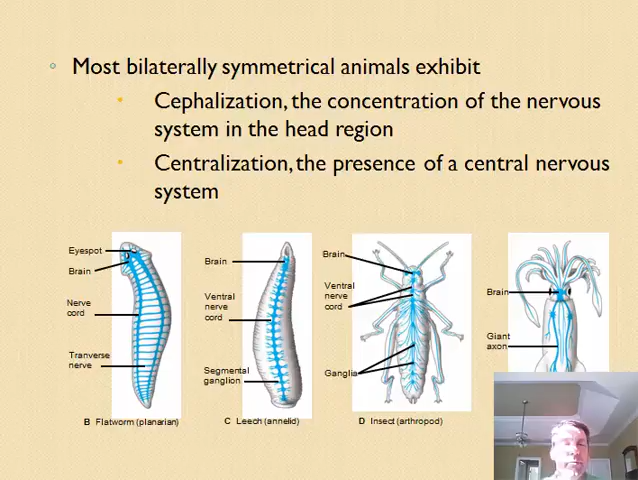 Most bilaterally symmetrical animals exhibit
Cephalization, the concentration of the nervous
system in the head region
Centralization, the presence of a central nervous
system
Eyespot
Brain
Nerve
cord
Tranverse
nerve
B Flatworm (planarian)
Brain
Ventral
nerve
cord
Segmental
ganglion
C Leech (annelid)
Brain
Ventral
nerve
cord
Ganglia
D Insect (arthropod)
Brain
Giant
axon